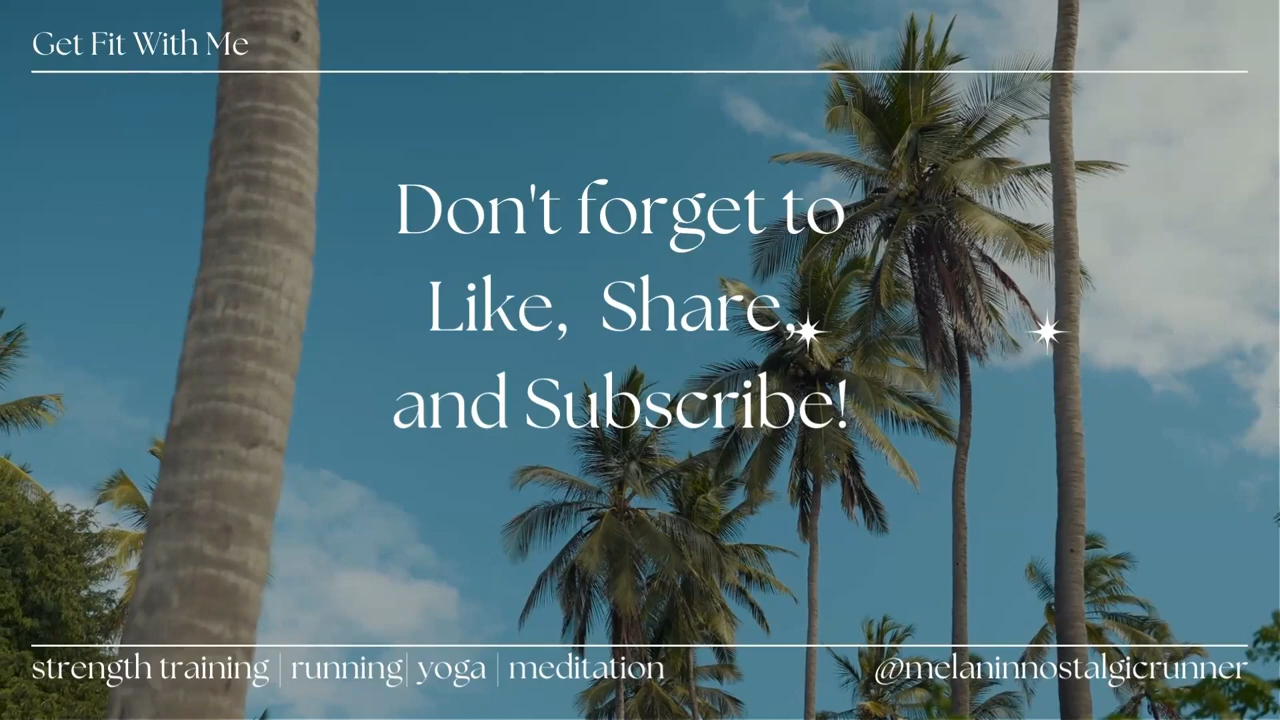 Get Fit With Me
Don't forget to
Like, Share,
and Subscribe!
strength training | running| yoga | meditation
@melaninnostalgicrunner